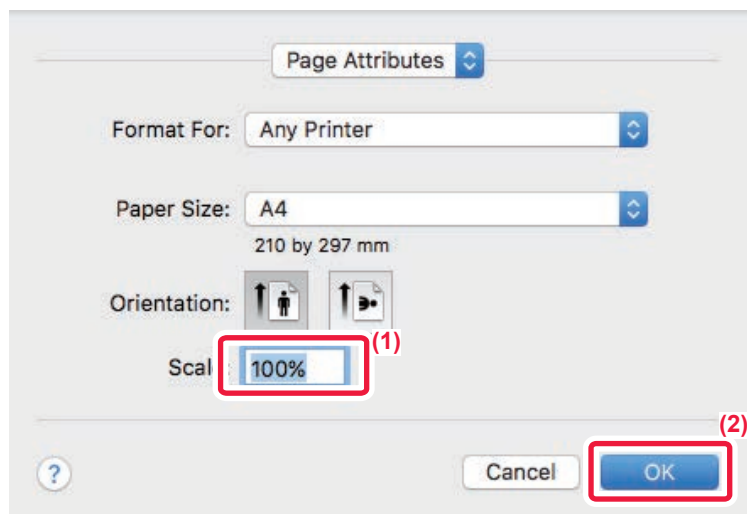 Page Attributes
Format For: Any Printer
Paper Size: A4
210 by 297 mm
Orientation:
(1)
Scale: 100%
(2)
? Cancel OK